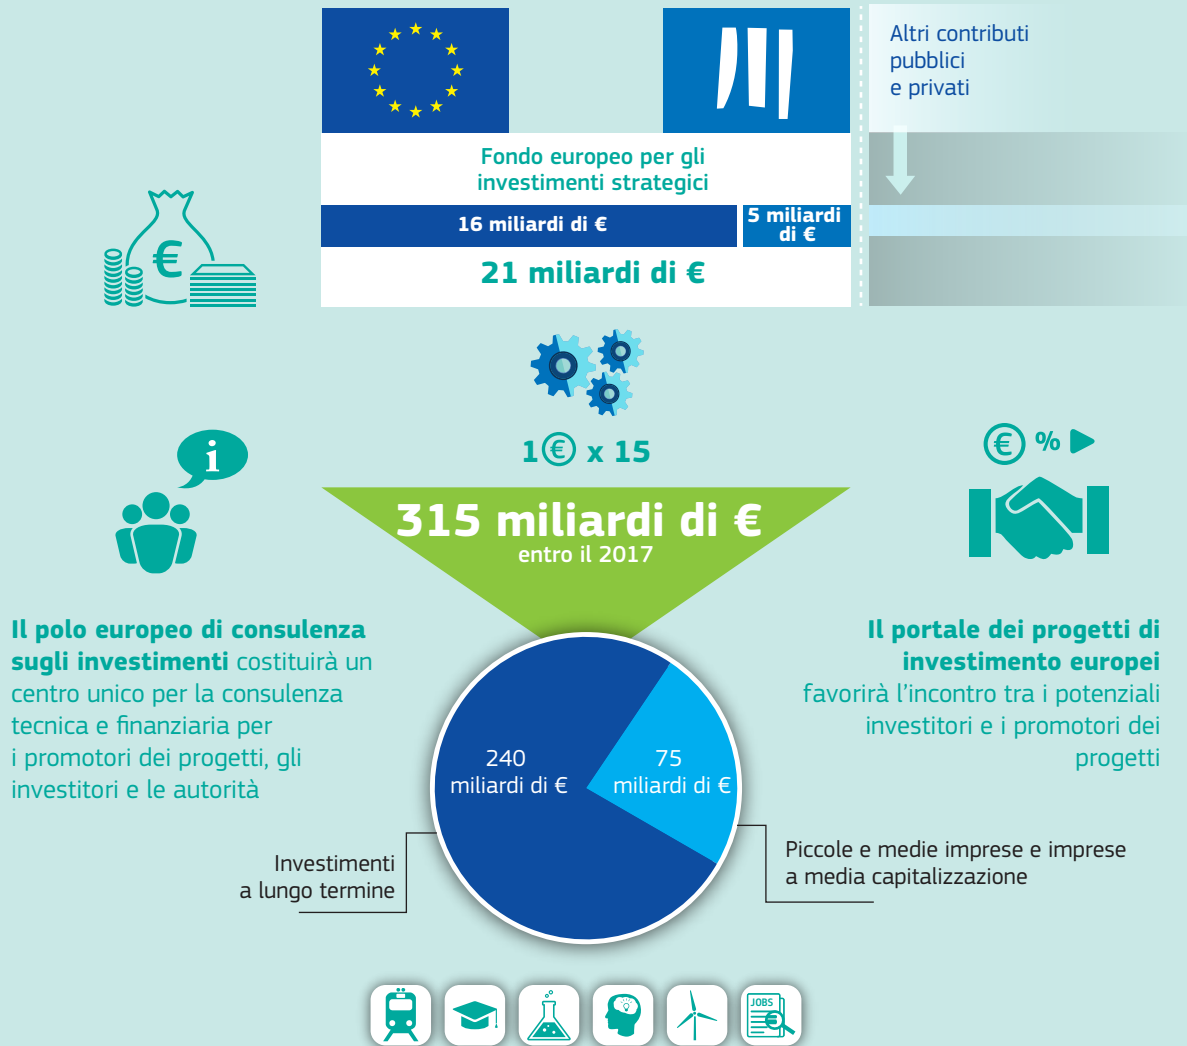 Altri contributi
pubblici
e privati
Fondo europeo per gli
investimenti strategici
16 miliardi di €
5 miliardi
di €
21 miliardi di €
€
1€ x 15
i
€ %
315 miliardi di €
entro il 2017
Il polo europeo di consulenza
sugli investimenti costituirà un
centro unico per la consulenza
tecnica e finanziaria per
i promotori dei progetti, gli
investitori e le autorità
Il portale dei progetti di
investimento europei
favorirà l'incontro tra i potenziali
investitori e i promotori dei
progetti
240
miliardi di €
75
miliardi di €
Investimenti
a lungo termine
Piccole e medie imprese e imprese
a media capitalizzazione
JOBS
€